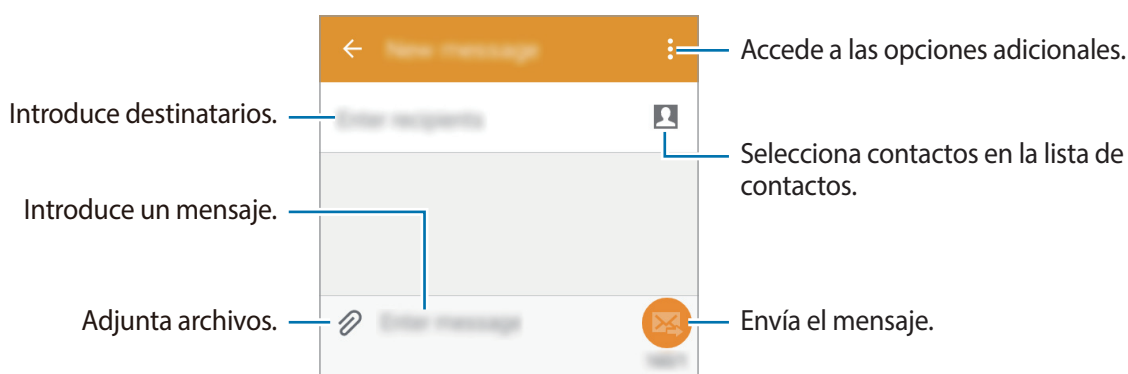 Accede a las opciones adicionales.
Introduce destinatarios.
Selecciona contactos en la lista de
contactos.
Introduce un mensaje.
Adjunta archivos.
Envía el mensaje.